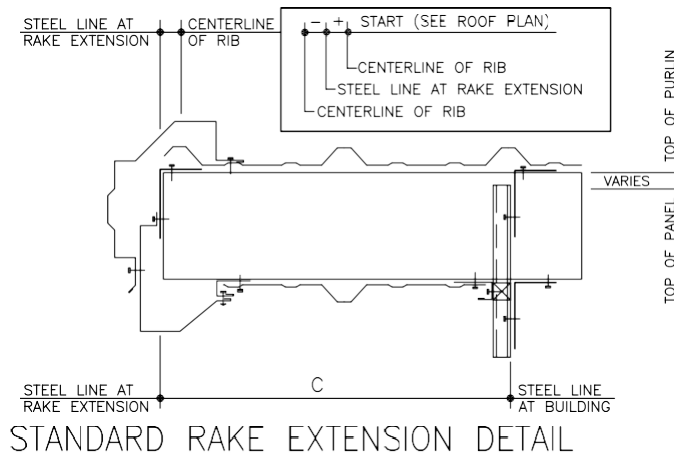 STEEL LINE AT
RAKE EXTENSION
CENTERLINE
OF RIB
- + START (SEE ROOF PLAN)
CENTERLINE OF RIB
STEEL LINE AT RAKE EXTENSION
CENTERLINE OF RIB
TOP OF PURLIN
VARIES
TOP OF PANEL
STEEL LINE AT
RAKE EXTENSION
C
STEEL LINE
AT BUILDING
STANDARD RAKE EXTENSION DETAIL